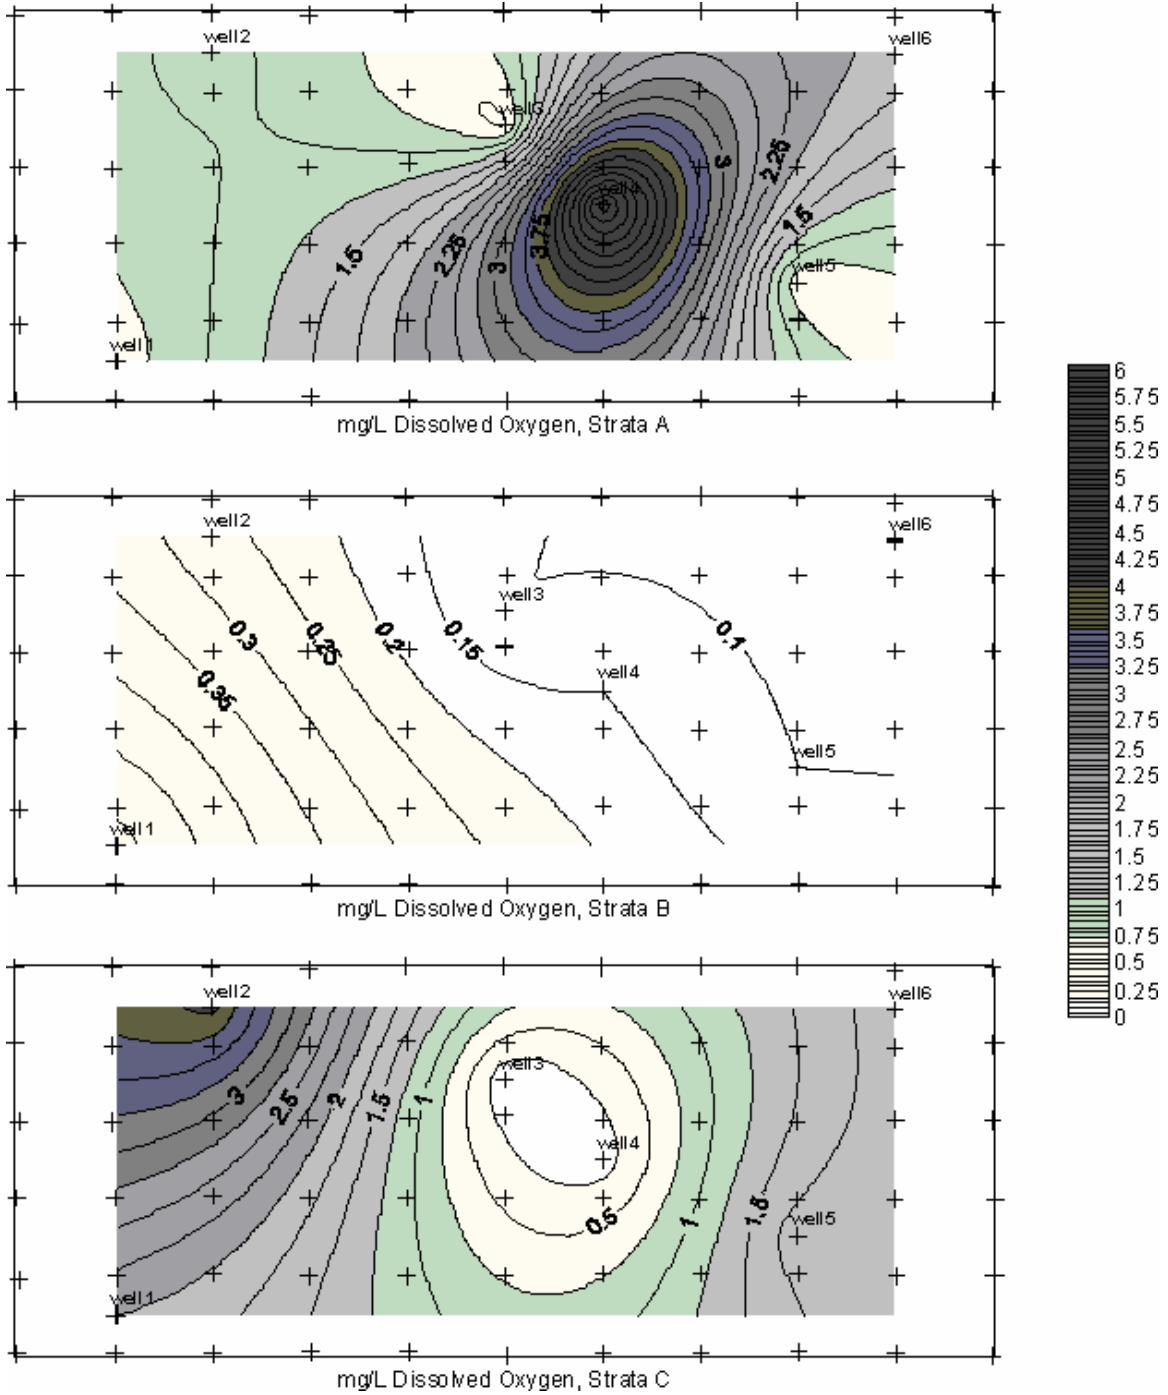 well2
well6
well3
3
2.25
well4
3.75
1.5
2.25
1.5
3
well5
well1
mg/L Dissolved Oxygen, Strata A
6
5.75
5.5
5.25
5
4.75
4.5
4.25
4
3.75
3.5
3.25
3
2.75
2.5
2.25
2
1.75
1.5
1.25
1
0.75
0.5
0.25
0
well2
well6
well3
0.3
0.25
0.2
0.15
0.1
well4
0.35
well5
well1
mg/L Dissolved Oxygen, Strata B
well2
well6
well3
3
2.5
2
1.5
1
well4
0.5
1
1.5
well5
well1
mg/L Dissolved Oxygen, Strata C